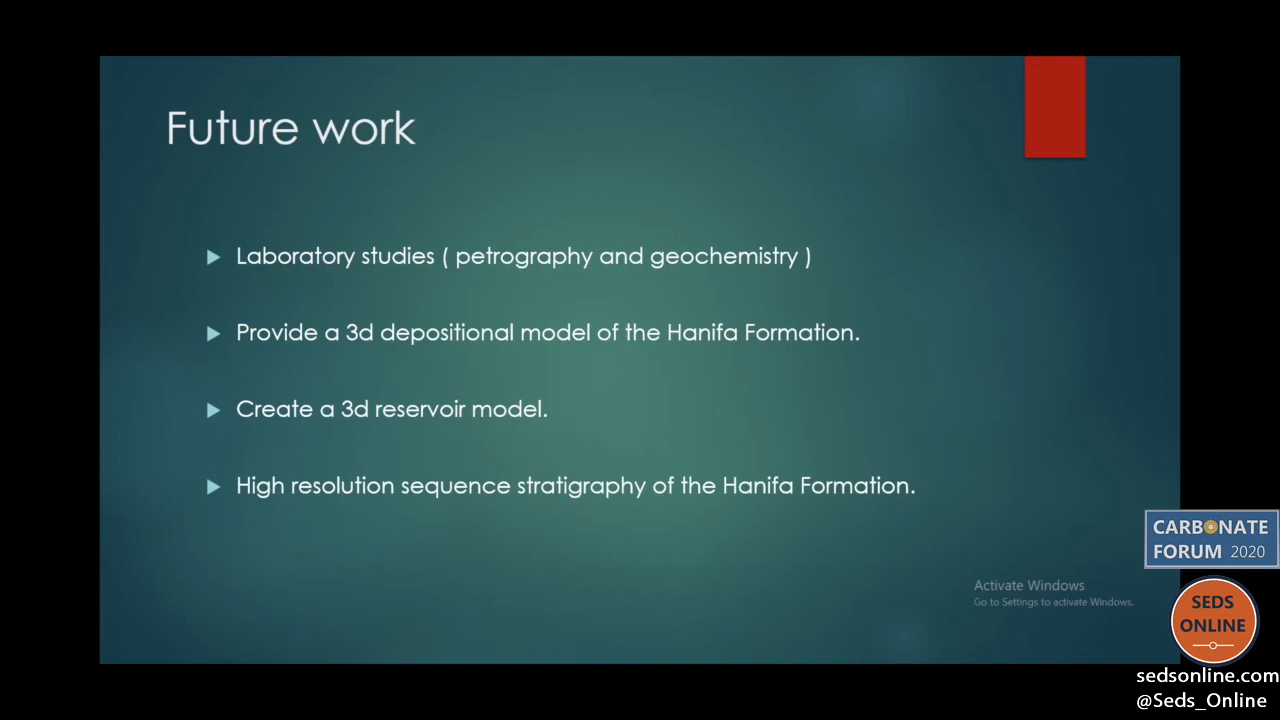 Future work
Laboratory studies ( petrography and geochemistry )
Provide a 3d depositional model of the Hanifa Formation.
Create a 3d reservoir model.
High resolution sequence stratigraphy of the Hanifa Formation.
CARBONATE
FORUM 2020
Activate Windows
Go to Settings to activate Windows.
SEDS
ONLINE
sedsonline.com
@Seds_Online